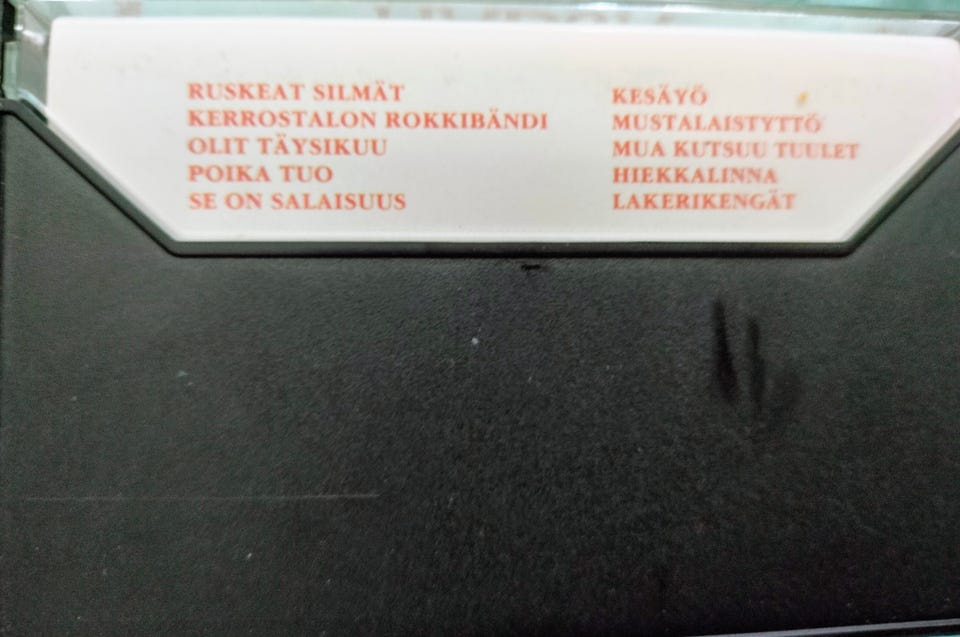 RUSKEAT SILMÄT
KERROSTALON ROKKIBÄNDI
OLIT TÄYSIKUU
POIKA TUO
SE ON SALAISUUS
KESÄYÖ
MUSTALAISTYTTÖ
MUA KUTSUU TUULET
HIEKKALINNA
LAKERIKENGÄT